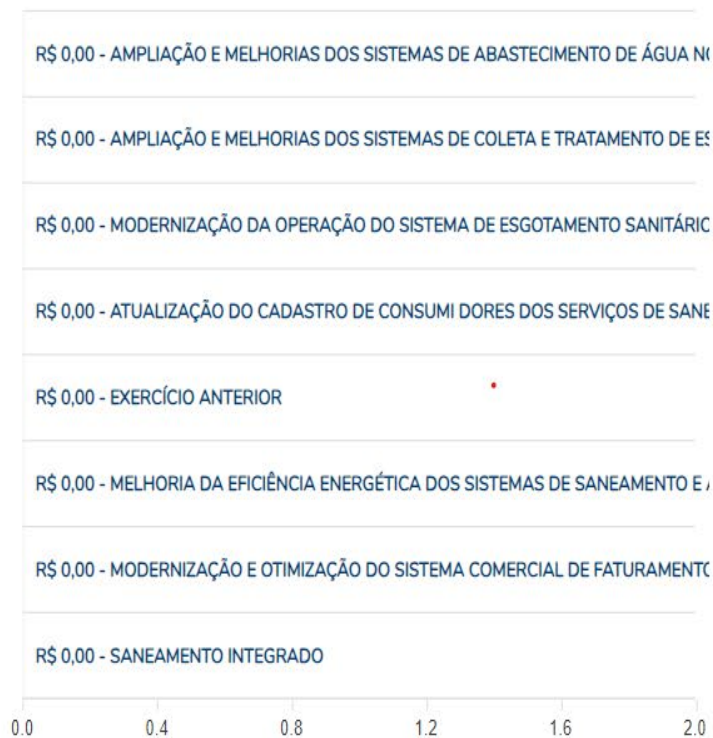 R$ 0,00 - AMPLIAÇÃO E MELHORIAS DOS SISTEMAS DE ABASTECIMENTO DE ÁGUA
R$ 0,00 - AMPLIAÇÃO E MELHORIAS DOS SISTEMAS DE COLETA E TRATAMENTO DE
R$ 0,00 - MODERNIZAÇÃO DA OPERAÇÃO DO SISTEMA DE ESGOTAMENTO
R$ 0,00 - ATUALIZAÇÃO DO CADASTRO DE CONSUMI DORES DOS SERVIÇOS DE
R$ 0,00 - EXERCÍCIO ANTERIOR
R$ 0,00 - MELHORIA DA EFICIÊNCIA ENERGÉTICA DOS SISTEMAS DE SANEAMENTO E
R$ 0,00 - MODERNIZAÇÃO E OTIMIZAÇÃO DO SISTEMA COMERCIAL DE
R$ 0,00 - SANEAMENTO INTEGRADO
0.0 0.4 0.8 1.2 1.6 2.0